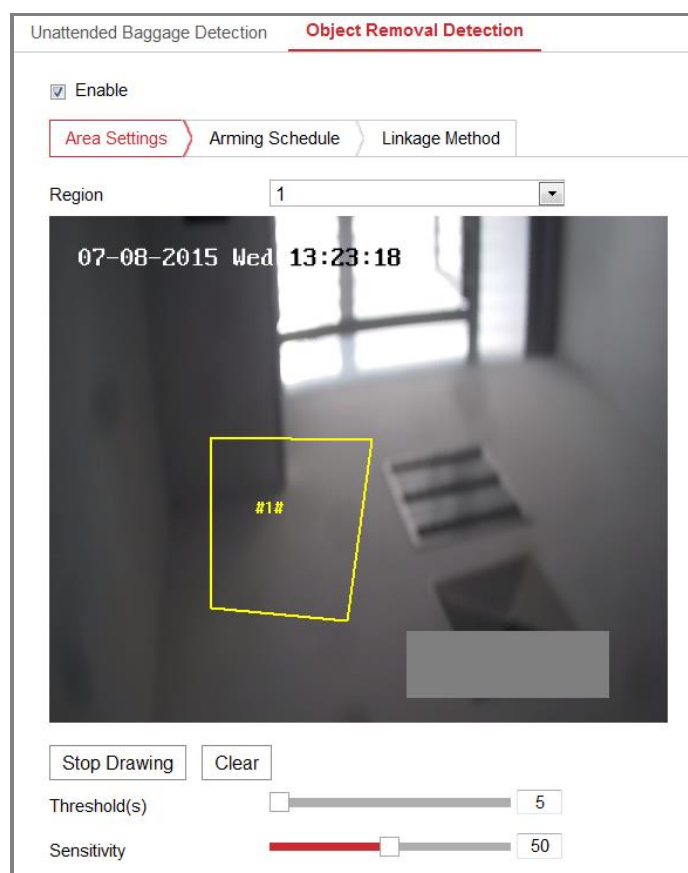 Unattended Baggage Detection Object Removal Detection
Enable
Area Settings Arming Schedule Linkage Method
Region 1
07-08-2015 Wed 13:23:18
#1#
Stop Drawing Clear
Threshold(s) 5
Sensitivity 50